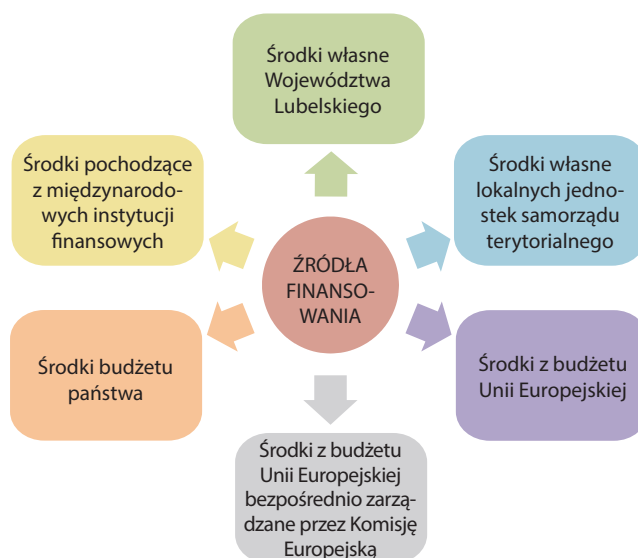 Środki własne
Województwa
Lubelskiego
Środki pochodzące
z międzynarodo-
wych instytucji
finansowych
Środki własne
lokalnych jedno-
stek samorządu
terytorialnego
ŹRÓDŁA
FINANSO-
WANIA
Środki budżetu
państwa
Środki z budżetu
Unii Europejskiej
Środki z budżetu
Unii Europejskiej
bezpośrednio zarzą-
dzane przez Komisję
Europejską